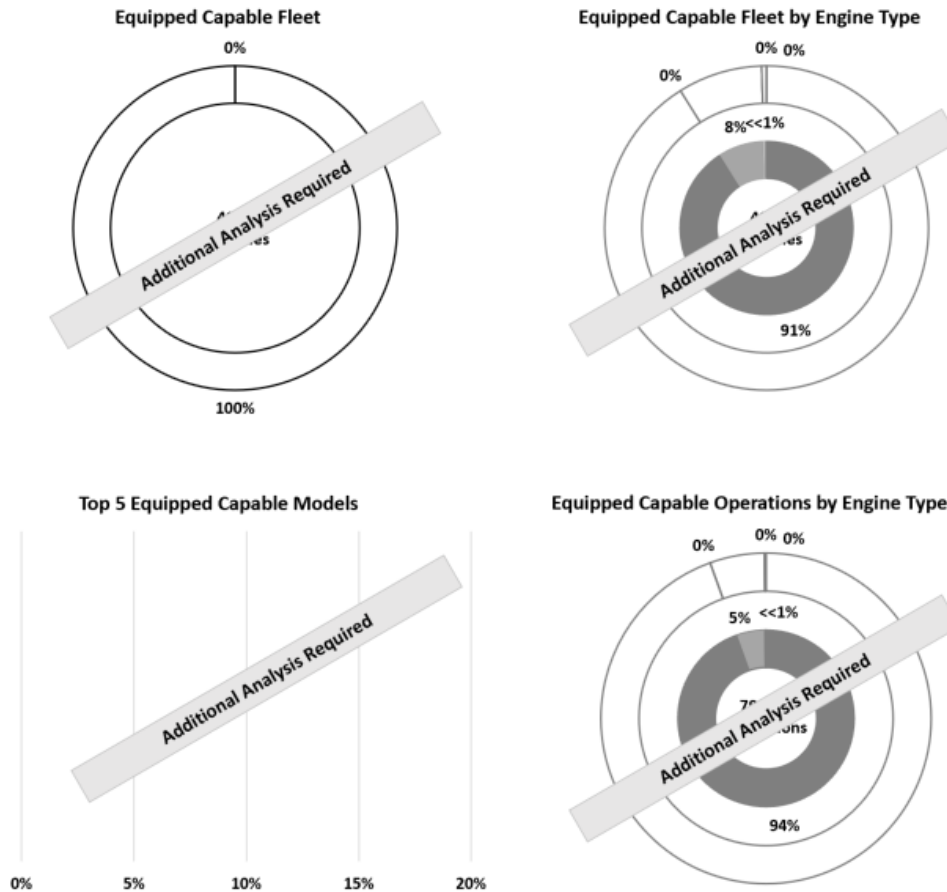 Equipped Capable Fleet
0%
Additional Analysis Required
100%
Equipped Capable Fleet by Engine Type
0% 0%
0%
8% <<1%
Additional Analysis Required
91%
Top 5 Equipped Capable Models
Additional Analysis Required
0% 5% 10% 15% 20%
Equipped Capable Operations by Engine Type
0% 0%
0%
5% <<1%
Additional Analysis Required
94%